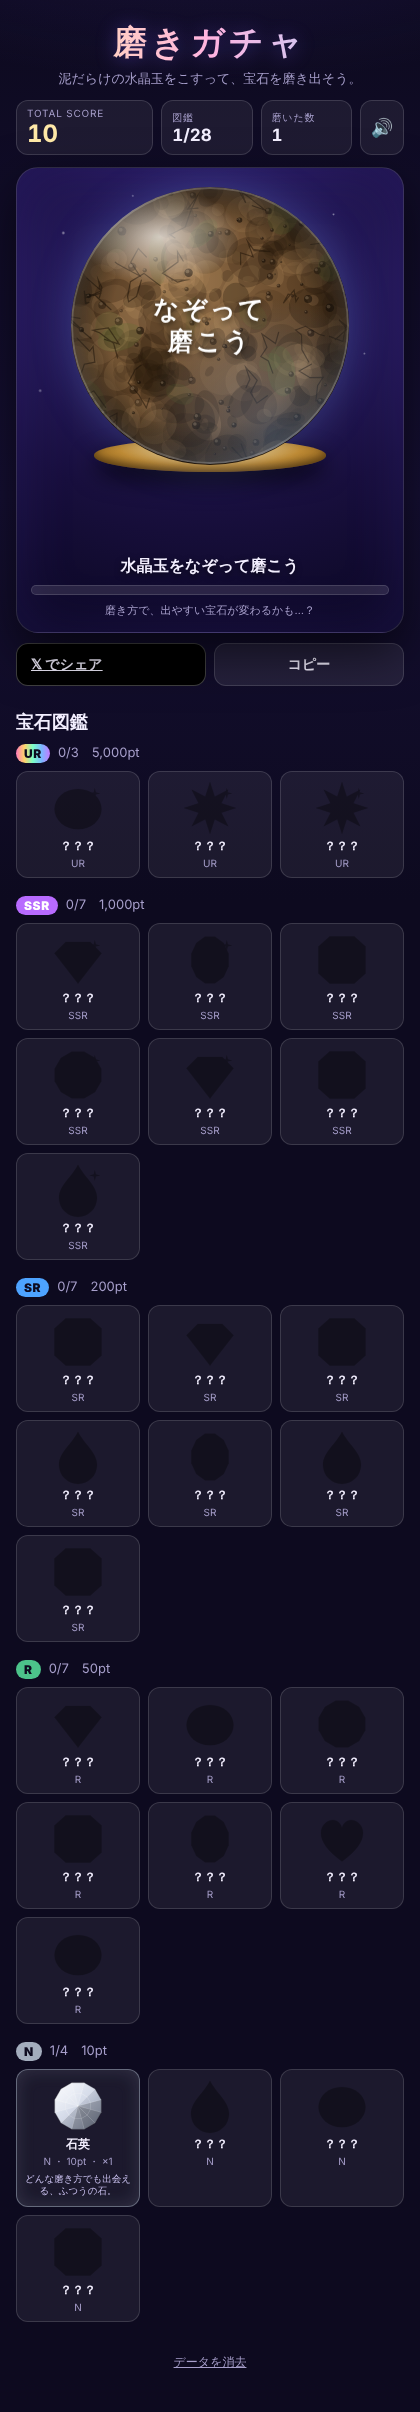 磨きガチャ
泥だらけの水晶玉をこすって、宝石を磨き出そう。
TOTAL SCORE
10
図鑑
1/28
磨いた数
1
なぞって
磨こう
水晶玉をなぞって磨こう
磨き方で、出やすい宝石が変わるかも…？
𝕏 でシェア
コピー
宝石図鑑
UR 0/3 5,000pt
？？？ ？？？ ？？？
UR UR UR
SSR 0/7 1,000pt
？？？ ？？？ ？？？
SSR SSR SSR
？？？ ？？？ ？？？
SSR SSR SSR
？？？
SSR
SR 0/7 200pt
？？？ ？？？ ？？？
SR SR SR
？？？ ？？？ ？？？
SR SR SR
？？？
SR
R 0/7 50pt
？？？ ？？？ ？？？
R R R
？？？ ？？？ ？？？
R R R
？？？
R
N 1/4 10pt
石英
N ・ 10pt ・ ×1
どんな磨き方でも出会え
る、ふつうの石。
？？？
N
？？？
N
？？？
N
データを消去